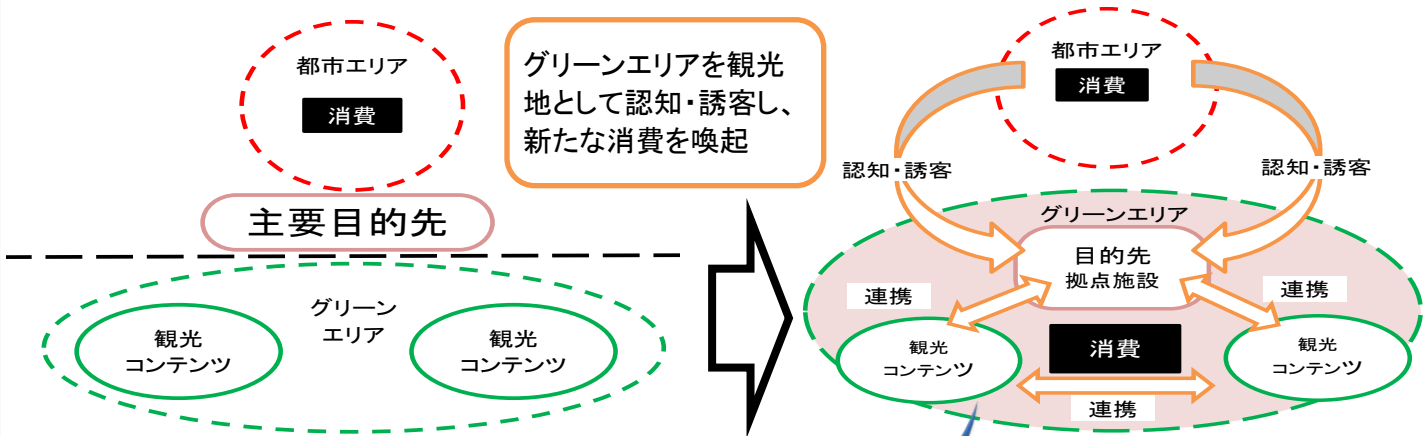 都市エリア
消費
主要目的先
グリーン
エリア
観光
コンテンツ
観光
コンテンツ
グリーンエリアを観光
地として認知・誘客し、
新たな消費を喚起
都市エリア
消費
認知・誘客
認知・誘客
グリーンエリア
目的先
拠点施設
連携
連携
観光
コンテンツ
消費
観光
コンテンツ
連携